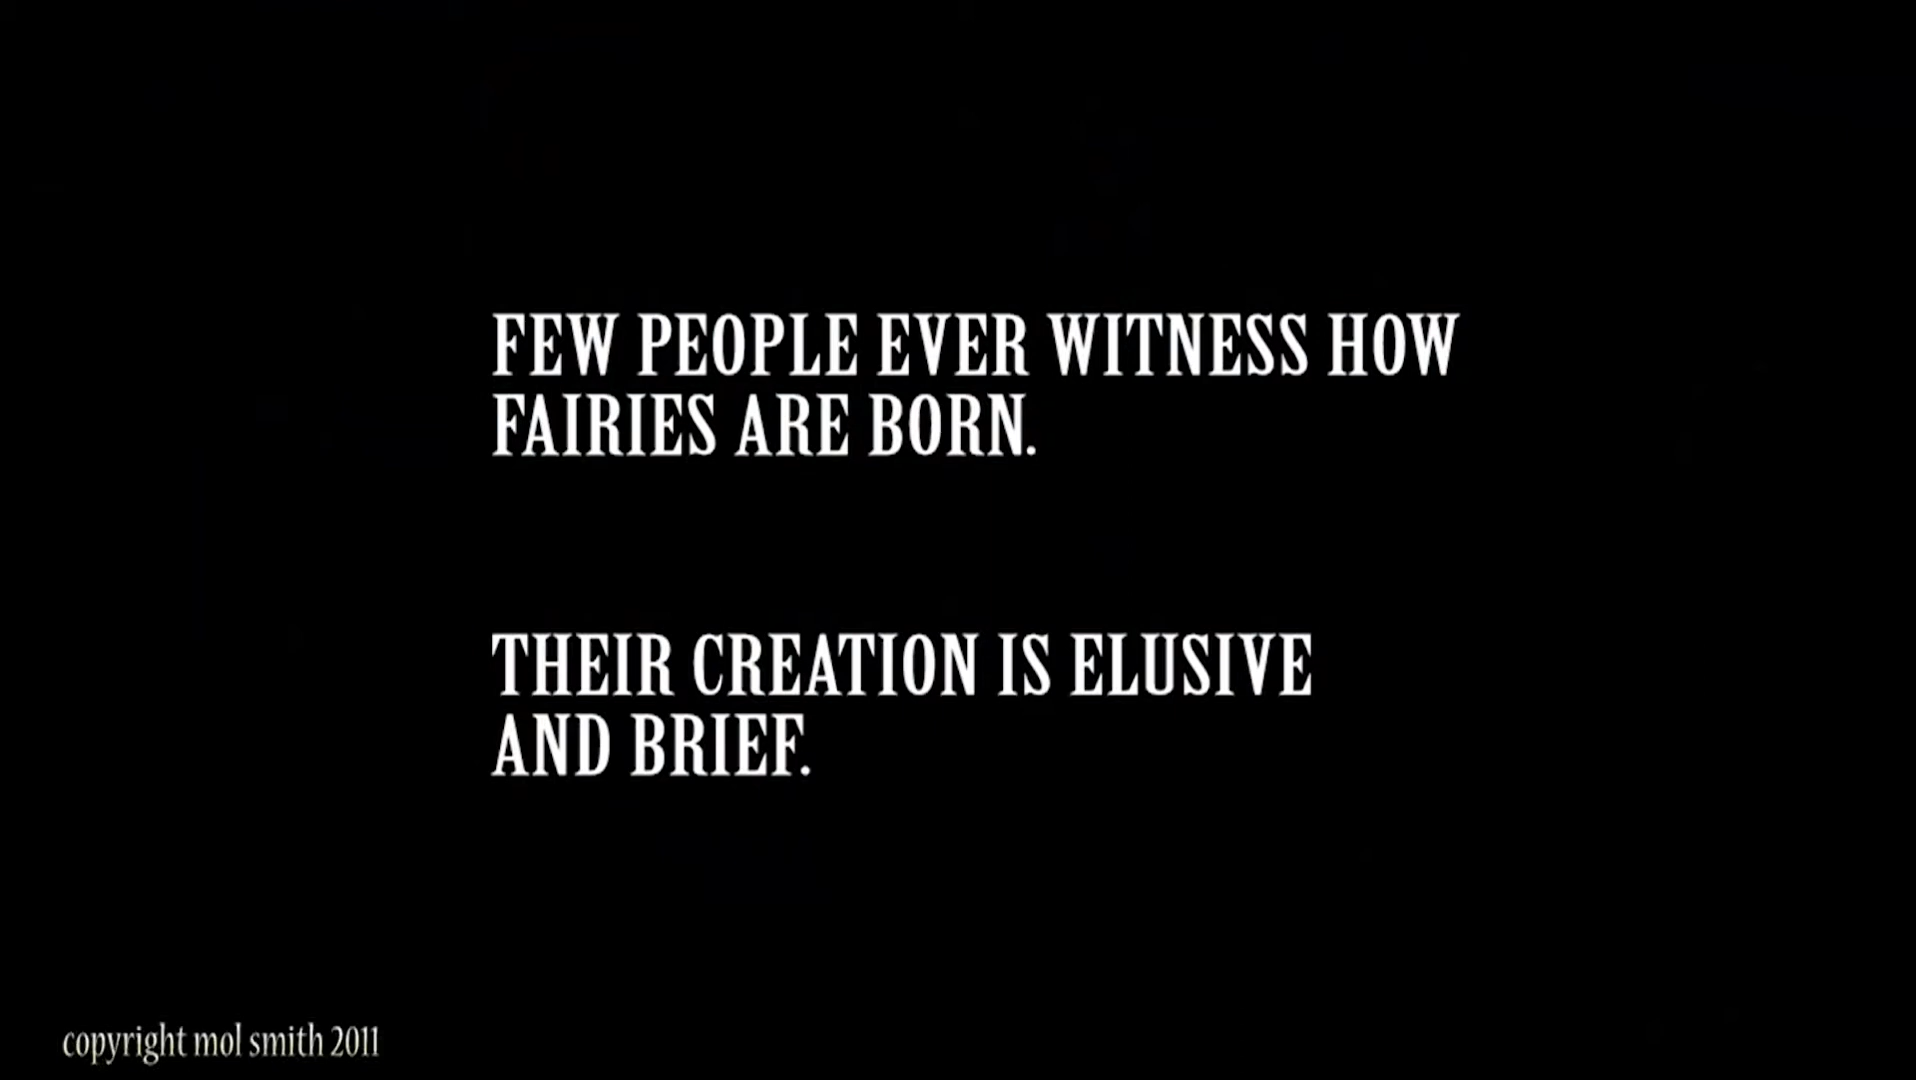 FEW PEOPLE EVER WITNESS HOW
FAIRIES ARE BORN.
THEIR CREATION IS ELUSIVE
AND BRIEF.
copyright mol smith 2011